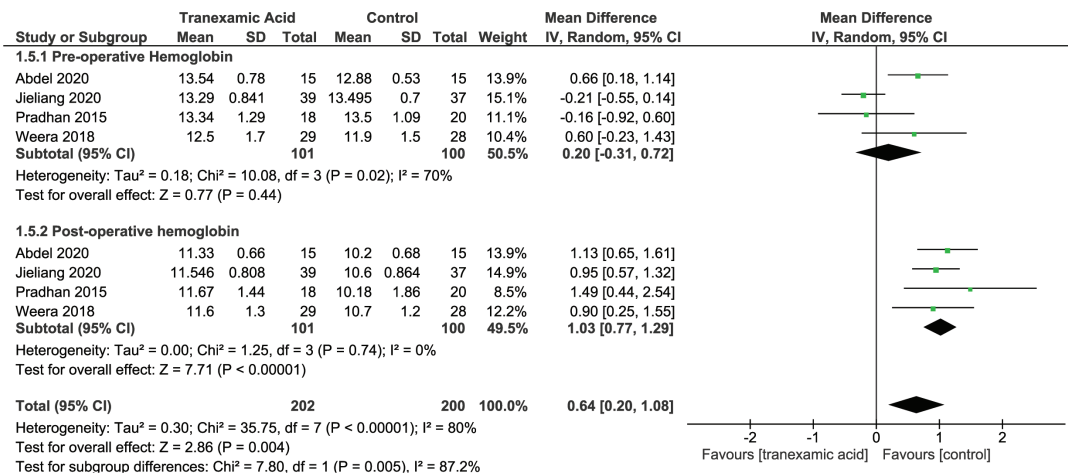 Tranexamic Acid Control Mean Difference Mean Difference
Study or Subgroup Mean SD Total Mean SD Total Weight IV, Random, 95% CI IV, Random, 95% CI
1.5.1 Pre-operative Hemoglobin
Abdel 2020 13.54 0.78 15 12.88 0.53 15 13.9% 0.66 [0.18, 1.14]
Jieliang 2020 13.29 0.841 39 13.495 0.7 37 15.1% -0.21 [-0.55, 0.14]
Pradhan 2015 13.34 1.29 18 13.5 1.09 20 11.1% -0.16 [-0.92, 0.60]
Weera 2018 12.5 1.7 29 11.9 1.5 28 10.4% 0.60 [-0.23, 1.43]
Subtotal (95% CI) 101 100 50.5% 0.20 [-0.31, 0.72]
Heterogeneity: Tau² = 0.18; Chi² = 10.08, df = 3 (P = 0.02); I² = 70%
Test for overall effect: Z = 0.77 (P = 0.44)
1.5.2 Post-operative hemoglobin
Abdel 2020 11.33 0.66 15 10.2 0.68 15 13.9% 1.13 [0.65, 1.61]
Jieliang 2020 11.546 0.808 39 10.6 0.864 37 14.9% 0.95 [0.57, 1.32]
Pradhan 2015 11.67 1.44 18 10.18 1.86 20 8.5% 1.49 [0.44, 2.54]
Weera 2018 11.6 1.3 29 10.7 1.2 28 12.2% 0.90 [0.25, 1.55]
Subtotal (95% CI) 101 100 49.5% 1.03 [0.77, 1.29]
Heterogeneity: Tau² = 0.00; Chi² = 1.25, df = 3 (P = 0.74); I² = 0%
Test for overall effect: Z = 7.71 (P < 0.00001)
Total (95% CI) 202 200 100.0% 0.64 [0.20, 1.08]
Heterogeneity: Tau² = 0.30; Chi² = 35.75, df = 7 (P < 0.00001); I² = 80%
Test for overall effect: Z = 2.86 (P = 0.004)
Test for subgroup differences: Chi² = 7.80, df = 1 (P = 0.005), I² = 87.2%
-2 -1 0 1 2
Favours [tranexamic acid] Favours [control]